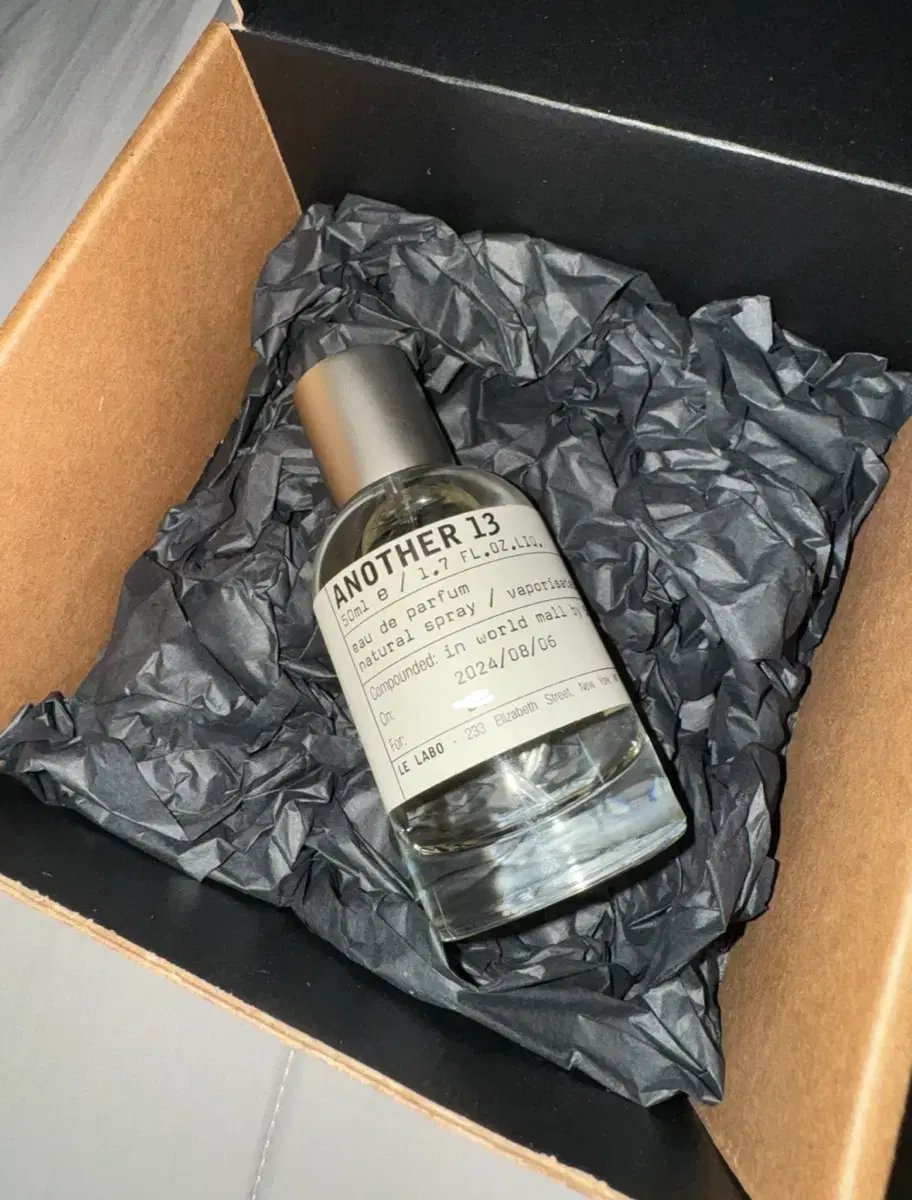 ANOTHER 13
50ml e / 1.7 FL.OZ.LIQ.
eau de parfum
natural spray /
Compounded: in world mall by
On: 2024/08/06
For:
LE LABO - 233 Elizabeth Street, New York